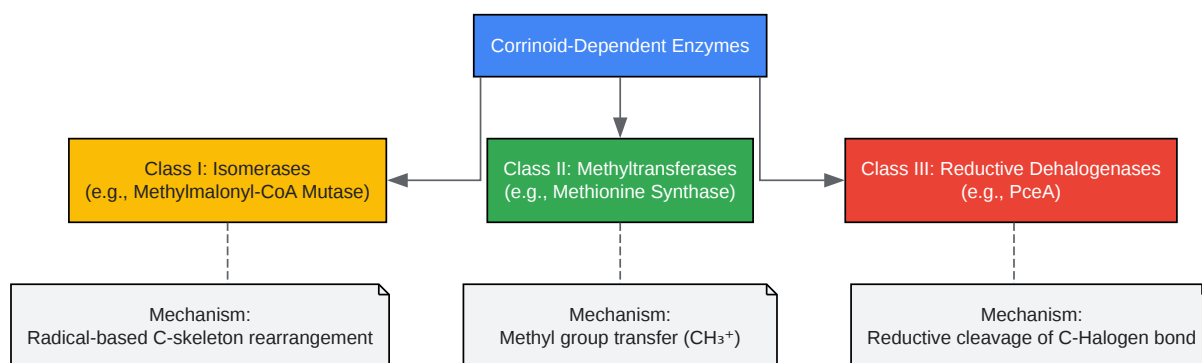 Corrinoid-Dependent Enzymes
Class I: Isomerases
(e.g., Methylmalonyl-CoA Mutase)
Class II: Methyltransferases
(e.g., Methionine Synthase)
Class III: Reductive Dehalogenases
(e.g., PceA)
Mechanism:
Radical-based C-skeleton rearrangement
Mechanism:
Methyl group transfer (CH₃⁺)
Mechanism:
Reductive cleavage of C-Halogen bond